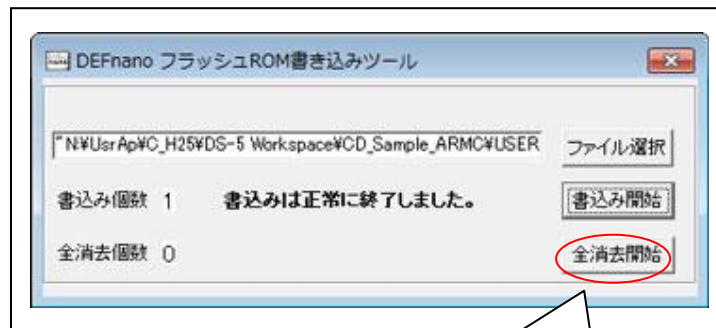 DEFnano フラッシュROM書き込みツール
"N¥UsrAp¥C_H25¥DS-5 Workspace¥CD_Sample_ARMC¥USER
ファイル選択
書込み個数 1 書込みは正常に終了しました。
書込み開始
全消去個数 0
全消去開始